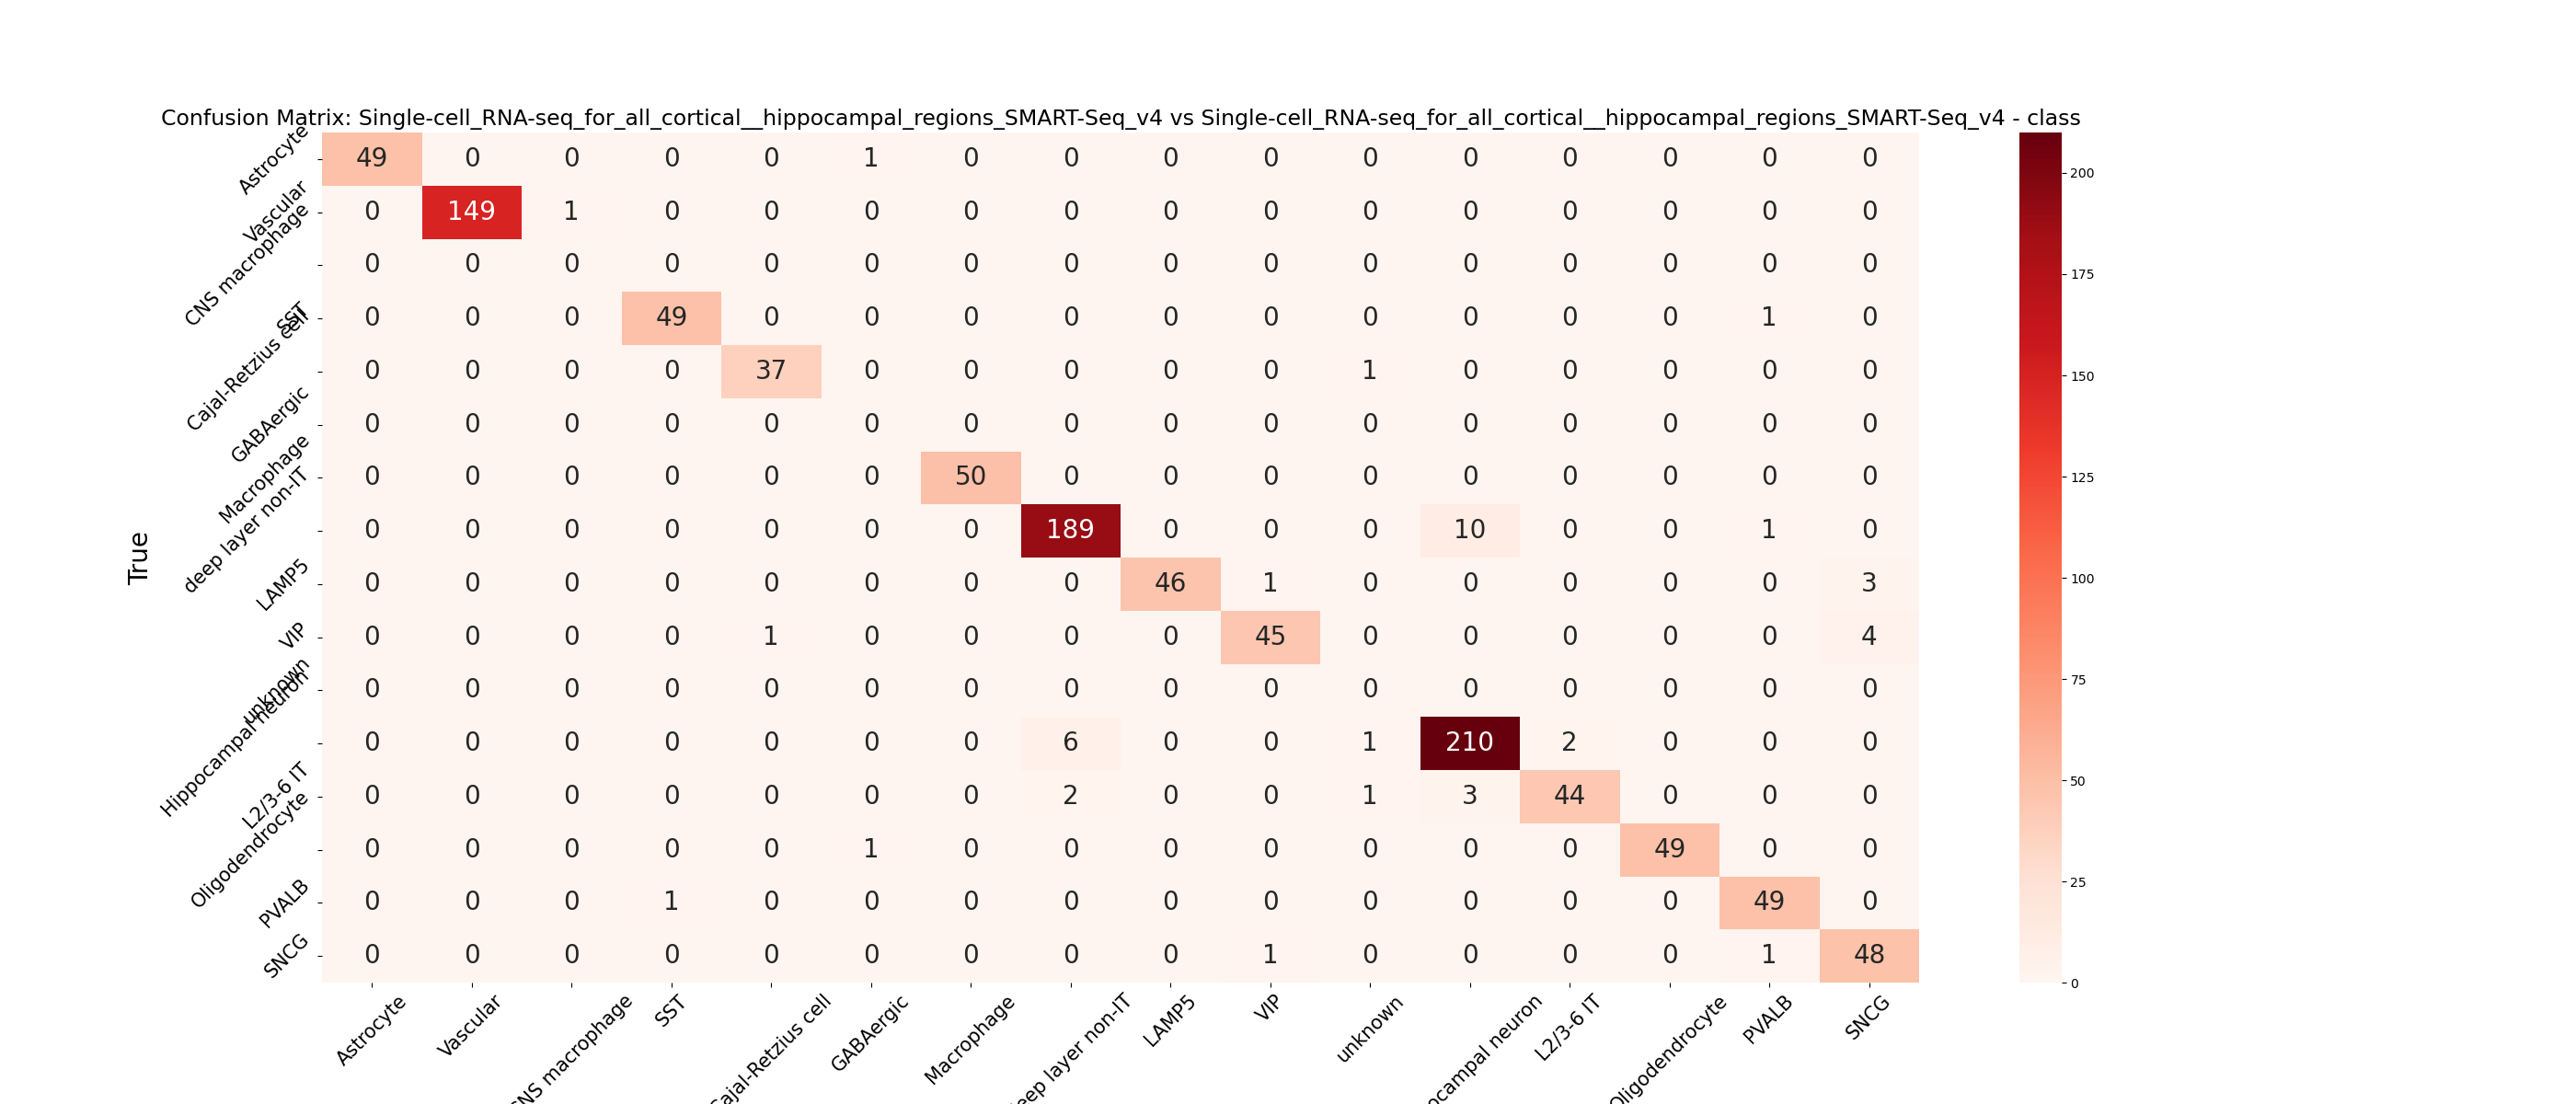 Confusion Matrix: Single-cell_RNA-seq_for_all_cortical__hippocampal_regions_SMART-Seq_v4 vs Single-cell_RNA-seq_for_all_cortical__hippocampal_regions_SMART-Seq_v4 - class
True
Astrocyte 49 0 0 0 0 1 0 0 0 0 0 0 0 0 0 0
Vascular 0 149 1 0 0 0 0 0 0 0 0 0 0 0 0 0
CNS macrophage 0 0 0 0 0 0 0 0 0 0 0 0 0 0 0 0
SST 0 0 0 49 0 0 0 0 0 0 0 0 0 0 1 0
Cajal-Retzius cell 0 0 0 0 37 0 0 0 0 0 1 0 0 0 0 0
GABAergic 0 0 0 0 0 0 0 0 0 0 0 0 0 0 0 0
Macrophage 0 0 0 0 0 0 50 0 0 0 0 0 0 0 0 0
deep layer non-IT 0 0 0 0 0 0 0 189 0 0 0 10 0 0 1 0
LAMP5 0 0 0 0 0 0 0 0 46 1 0 0 0 0 0 3
VIP 0 0 0 0 1 0 0 0 0 45 0 0 0 0 0 4
unknown 0 0 0 0 0 0 0 0 0 0 0 0 0 0 0 0
Hippocampal neuron 0 0 0 0 0 0 0 6 0 0 1 210 2 0 0 0
L2/3-6 IT 0 0 0 0 0 0 0 2 0 0 1 3 44 0 0 0
Oligodendrocyte 0 0 0 0 0 1 0 0 0 0 0 0 0 49 0 0
PVALB 0 0 0 1 0 0 0 0 0 0 0 0 0 0 49 0
SNCG 0 0 0 0 0 0 0 0 0 1 0 0 0 0 1 48
Astrocyte
Vascular
macrophage
SST
cell
GABAergic
Macrophage
layer non-IT
LAMP5
VIP
unknown
neuron
L2/3-6 IT
Oligodendrocyte
PVALB
SNCG
200
175
150
125
100
75
50
25
0